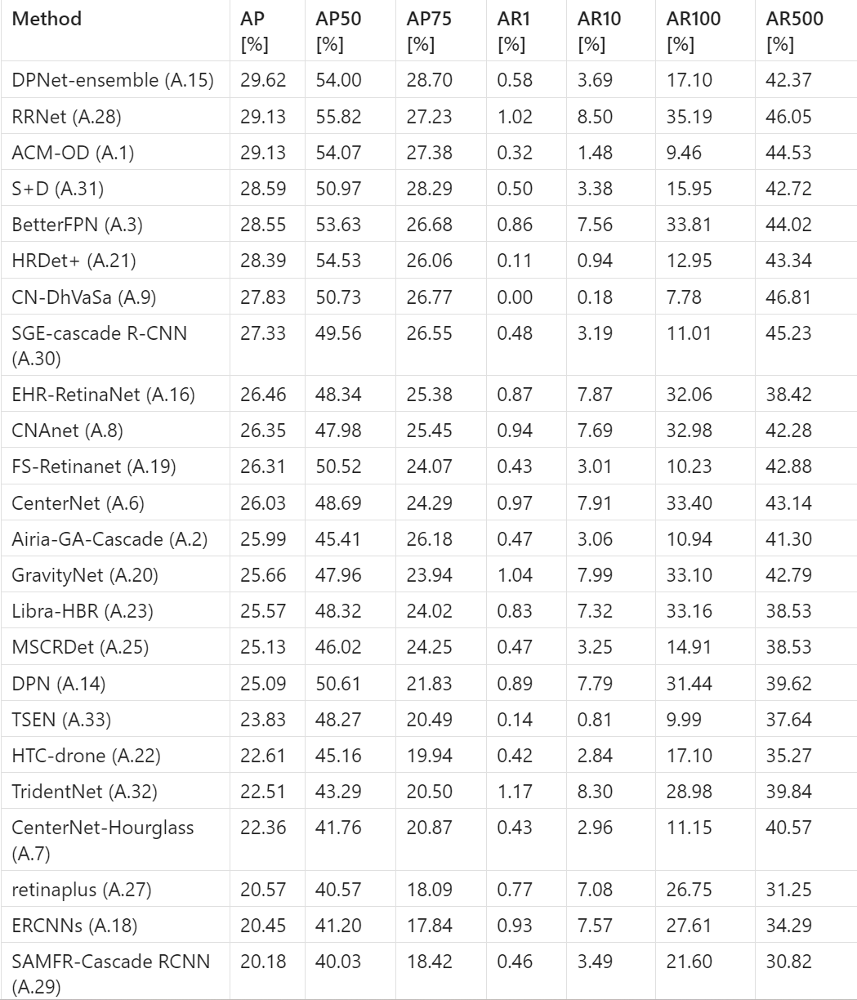 Method AP AP50 AP75 AR1 AR10 AR100 AR500
[%] [%] [%] [%] [%] [%] [%]
DPNet-ensemble (A.15) 29.62 54.00 28.70 0.58 3.69 17.10 42.37
RRNet (A.28) 29.13 55.82 27.23 1.02 8.50 35.19 46.05
ACM-OD (A.1) 29.13 54.07 27.38 0.32 1.48 9.46 44.53
S+D (A.31) 28.59 50.97 28.29 0.50 3.38 15.95 42.72
BetterFPN (A.3) 28.55 53.63 26.68 0.86 7.56 33.81 44.02
HRDet+ (A.21) 28.39 54.53 26.06 0.11 0.94 12.95 43.34
CN-DhVaSa (A.9) 27.83 50.73 26.77 0.00 0.18 7.78 46.81
SGE-cascade R-CNN 27.33 49.56 26.55 0.48 3.19 11.01 45.23
(A.30)
EHR-RetinaNet (A.16) 26.46 48.34 25.38 0.87 7.87 32.06 38.42
CNAnet (A.8) 26.35 47.98 25.45 0.94 7.69 32.98 42.28
FS-Retinanet (A.19) 26.31 50.52 24.07 0.43 3.01 10.23 42.88
CenterNet (A.6) 26.03 48.69 24.29 0.97 7.91 33.40 43.14
Airia-GA-Cascade (A.2) 25.99 45.41 26.18 0.47 3.06 10.94 41.30
GravityNet (A.20) 25.66 47.96 23.94 1.04 7.99 33.10 42.79
Libra-HBR (A.23) 25.57 48.32 24.02 0.83 7.32 33.16 38.53
MSCRDet (A.25) 25.13 46.02 24.25 0.47 3.25 14.91 38.53
DPN (A.14) 25.09 50.61 21.83 0.89 7.79 31.44 39.62
TSEN (A.33) 23.83 48.27 20.49 0.14 0.81 9.99 37.64
HTC-drone (A.22) 22.61 45.16 19.94 0.42 2.84 17.10 35.27
TridentNet (A.32) 22.51 43.29 20.50 1.17 8.30 28.98 39.84
CenterNet-Hourglass 22.36 41.76 20.87 0.43 2.96 11.15 40.57
(A.7)
retinaplus (A.27) 20.57 40.57 18.09 0.77 7.08 26.75 31.25
ERCNNs (A.18) 20.45 41.20 17.84 0.93 7.57 27.61 34.29
SAMFR-Cascade RCNN 20.18 40.03 18.42 0.46 3.49 21.60 30.82
(A.29)